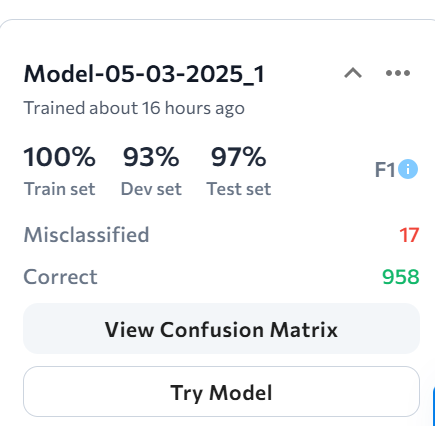 Model-05-03-2025_1
Trained about 16 hours ago
100% 93% 97%
Train set Dev set Test set F1
Misclassified 17
Correct 958
View Confusion Matrix
Try Model